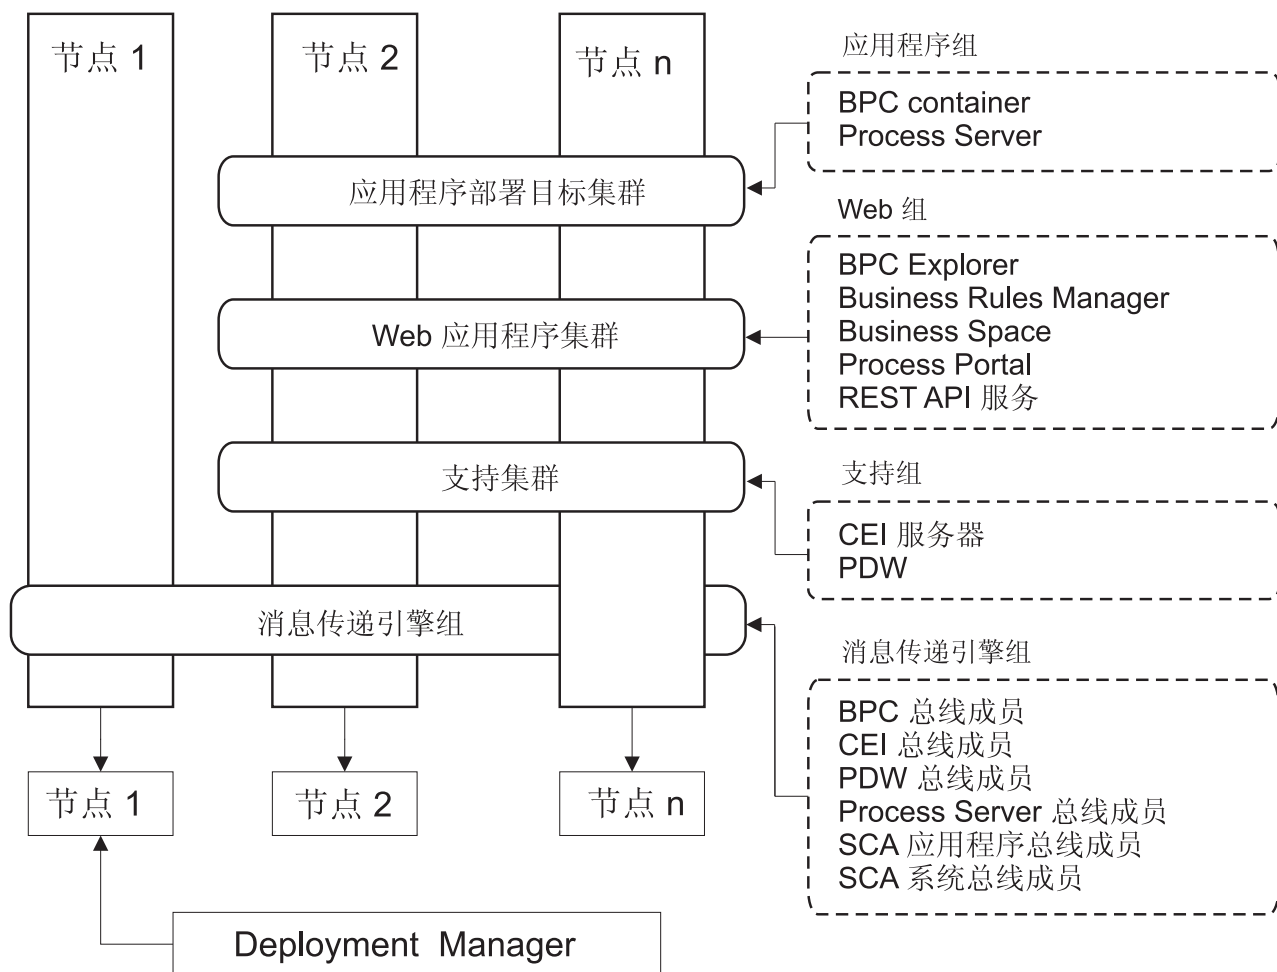 节点 1
节点 2
节点 n
应用程序部署目标集群
Web 应用程序集群
支持集群
消息传递引擎组
节点 1
节点 2
节点 n
Deployment Manager
应用程序组
BPC container
Process Server
Web 组
BPC Explorer
Business Rules Manager
Business Space
Process Portal
REST API 服务
支持组
CEI 服务器
PDW
消息传递引擎组
BPC 总线成员
CEI 总线成员
PDW 总线成员
Process Server 总线成员
SCA 应用程序总线成员
SCA 系统总线成员